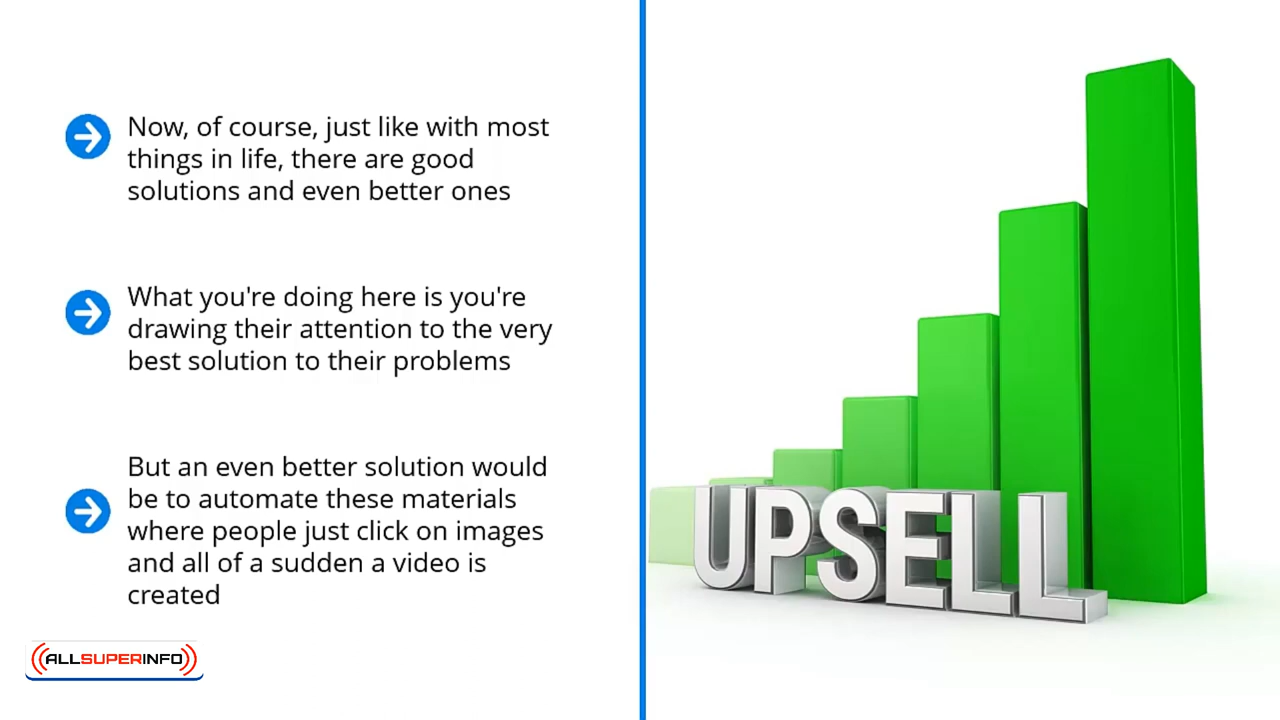 Now, of course, just like with most
things in life, there are good
solutions and even better ones
What you're doing here is you're
drawing their attention to the very
best solution to their problems
But an even better solution would
be to automate these materials
where people just click on images
and all of a sudden a video is
created
ALLSUPERINFO
UPSELL